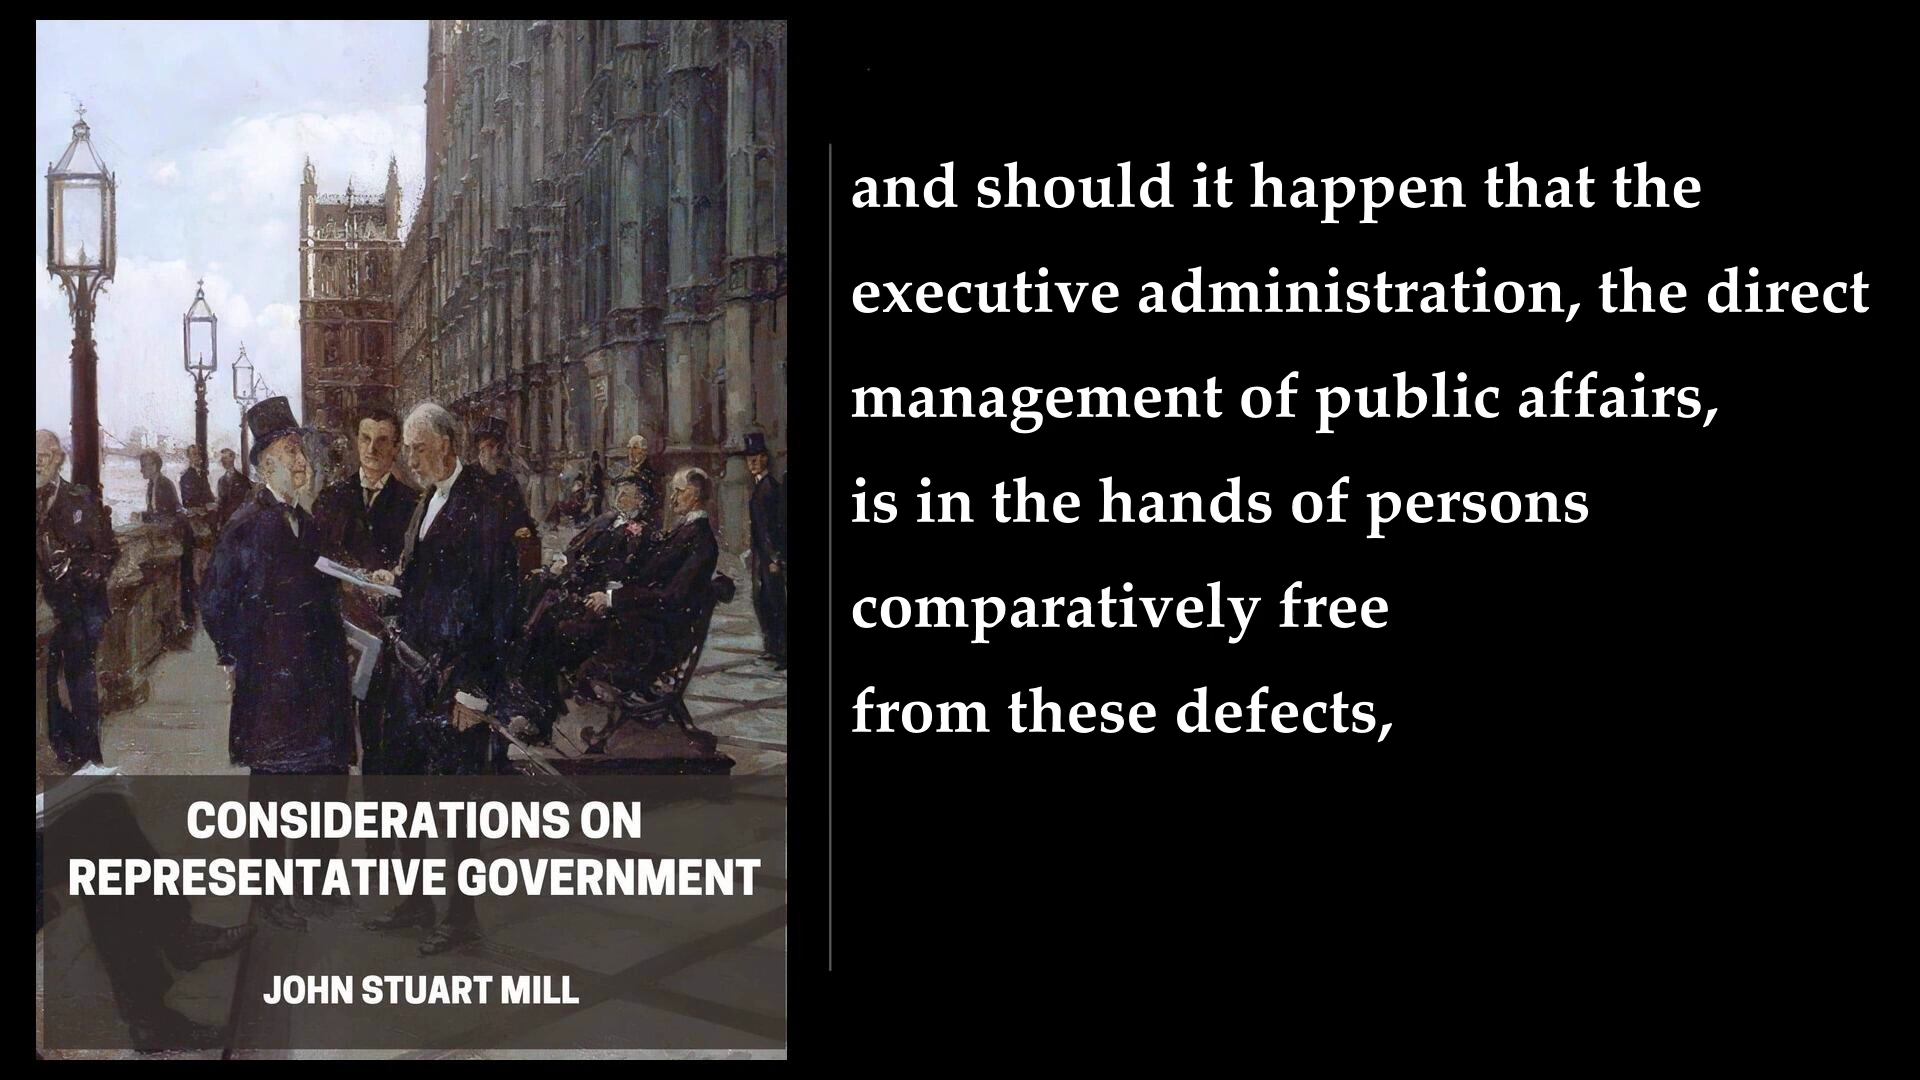 CONSIDERATIONS ON
REPRESENTATIVE GOVERNMENT
JOHN STUART MILL
and should it happen that the
executive administration, the direct
management of public affairs,
is in the hands of persons
comparatively free
from these defects,